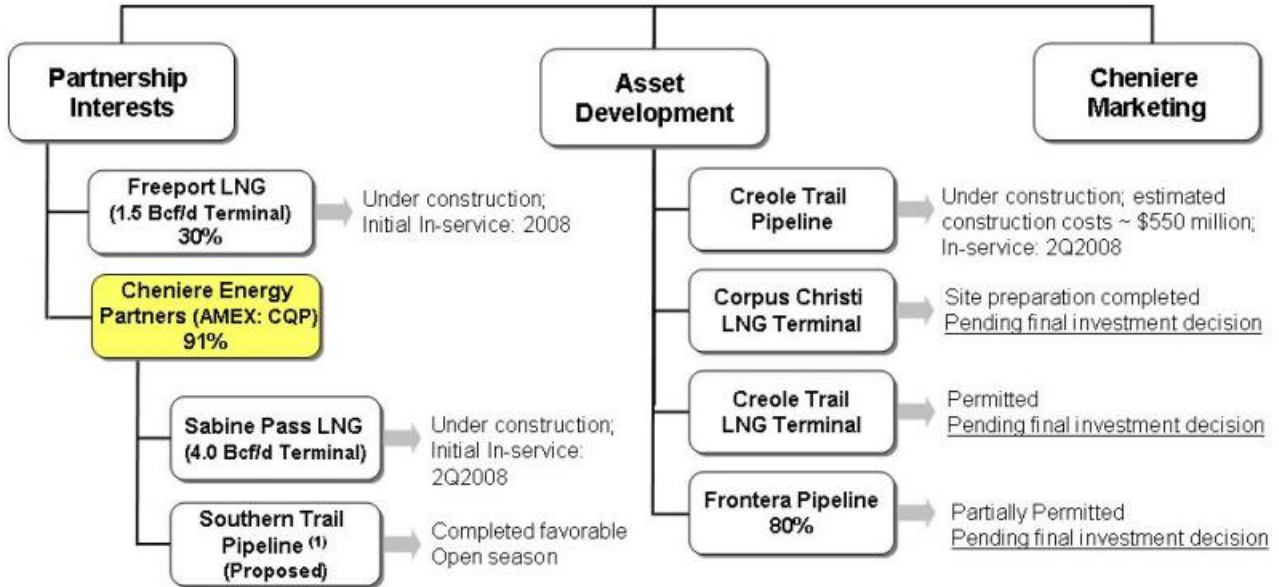 Partnership
Interests
Asset
Development
Cheniere
Marketing
Freeport LNG
(1.5 Bcf/d Terminal)
30%
Under construction;
Initial In-service: 2008
Cheniere Energy
Partners (AMEX: CQP)
91%
Sabine Pass LNG
(4.0 Bcf/d Terminal)
Under construction;
Initial In-service:
2Q2008
Southern Trail
Pipeline (1)
(Proposed)
Completed favorable
Open season
Creole Trail
Pipeline
Under construction; estimated
construction costs ~ $550 million;
In-service: 2Q2008
Corpus Christi
LNG Terminal
Site preparation completed
Pending final investment decision
Creole Trail
LNG Terminal
Permitted
Pending final investment decision
Frontera Pipeline
80%
Partially Permitted
Pending final investment decision